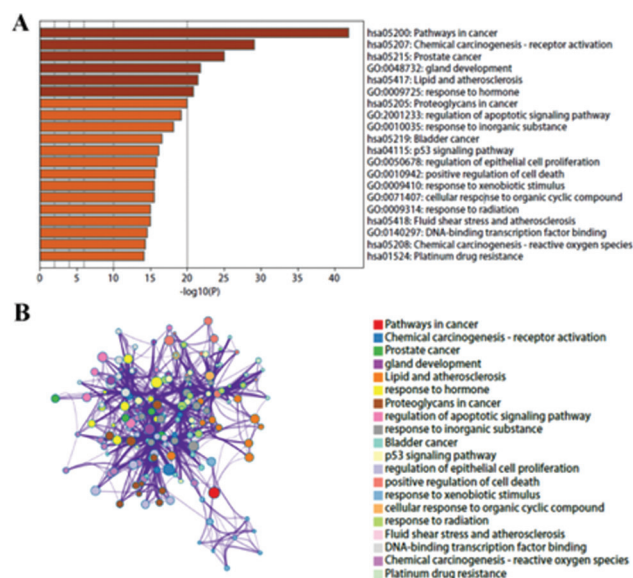 A
hsa05200: Pathways in cancer
hsa05207: Chemical carcinogenesis - receptor activation
hsa05215: Prostate cancer
GO:0048732: gland development
hsa05417: Lipid and atherosclerosis
GO:0009725: response to hormone
hsa05205: Proteoglycans in cancer
GO:2001233: regulation of apoptotic signaling pathway
GO:0010035: response to inorganic substance
hsa05219: Bladder cancer
hsa04115: p53 signaling pathway
GO:0050678: regulation of epithelial cell proliferation
GO:0010942: positive regulation of cell death
GO:0009410: response to xenobiotic stimulus
GO:0071407: cellular response to organic cyclic compound
GO:0009314: response to radiation
hsa05418: Fluid shear stress and atherosclerosis
GO:0140297: DNA-binding transcription factor binding
hsa05208: Chemical carcinogenesis - reactive oxygen species
hsa01524: Platinum drug resistance
0 5 10 15 20 25 30 35 40
-log10(P)
B
Pathways in cancer
Chemical carcinogenesis - receptor activation
Prostate cancer
gland development
Lipid and atherosclerosis
response to hormone
Proteoglycans in cancer
regulation of apoptotic signaling pathway
response to inorganic substance
Bladder cancer
p53 signaling pathway
regulation of epithelial cell proliferation
positive regulation of cell death
response to xenobiotic stimulus
cellular response to organic cyclic compound
response to radiation
Fluid shear stress and atherosclerosis
DNA-binding transcription factor binding
Chemical carcinogenesis - reactive oxygen species
Platinum drug resistance